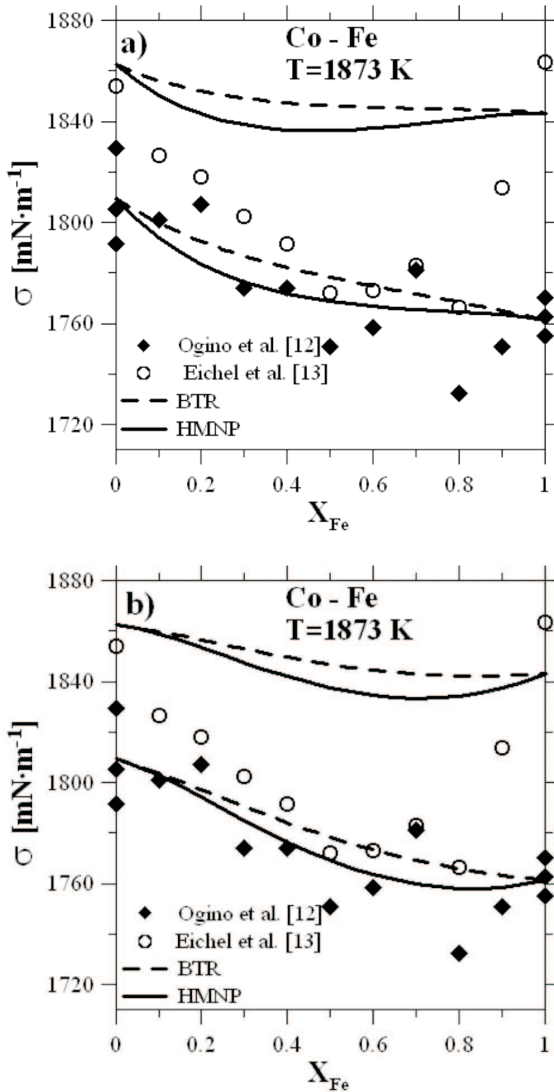 a)
Co - Fe
T=1873 K
1880
1840
1800
1760
1720
σ [mN·m⁻¹]
Ogino et al. [12]
Eichel et al. [13]
BTR
HMNP
0 0.2 0.4 0.6 0.8 1
X_Fe
b)
Co - Fe
T=1873 K
1880
1840
1800
1760
1720
σ [mN·m⁻¹]
Ogino et al. [12]
Eichel et al. [13]
BTR
HMNP
0 0.2 0.4 0.6 0.8 1
X_Fe